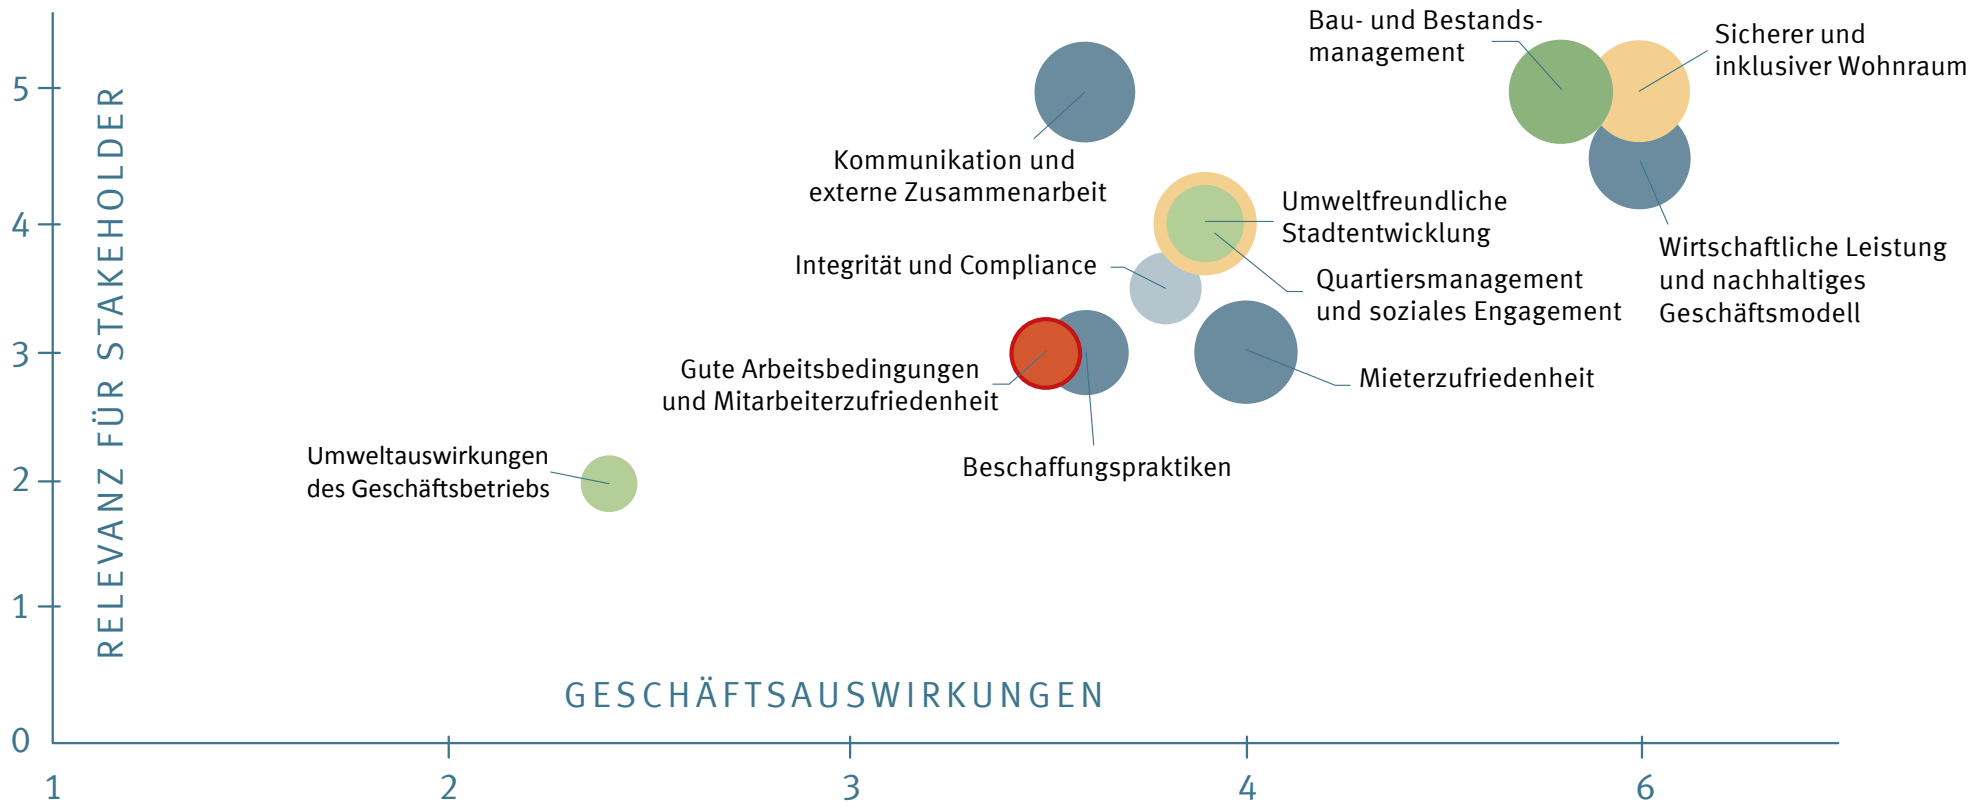 Bau- und Bestands-
management
Sicherer und
inklusiver Wohnraum
5
Kommunikation und
externe Zusammenarbeit
Umweltfreundliche
Stadtentwicklung
4
Wirtschaftliche Leistung
und nachhaltiges
Geschäftsmodell
Integrität und Compliance
Quartiersmanagement
und soziales Engagement
3
Gute Arbeitsbedingungen
und Mitarbeiterzufriedenheit
Mieterzufriedenheit
Beschaffungspraktiken
2
Umweltauswirkungen
des Geschäftsbetriebs
1
RELEVANZ FÜR STAKEHOLDER
GESCHÄFTSAUSWIRKUNGEN
0
1
2
3
4
6